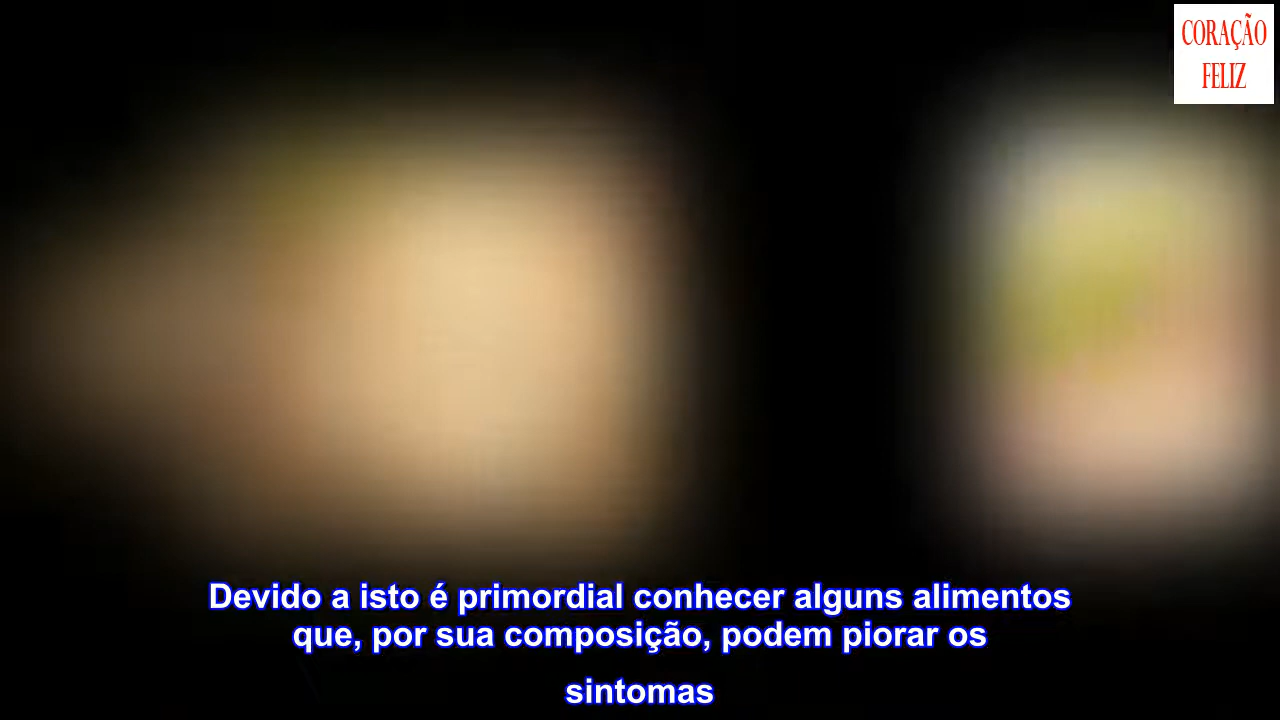 CORAÇÃO
FELIZ
Devido a isto é primordial conhecer alguns alimentos
que, por sua composição, podem piorar os
sintomas